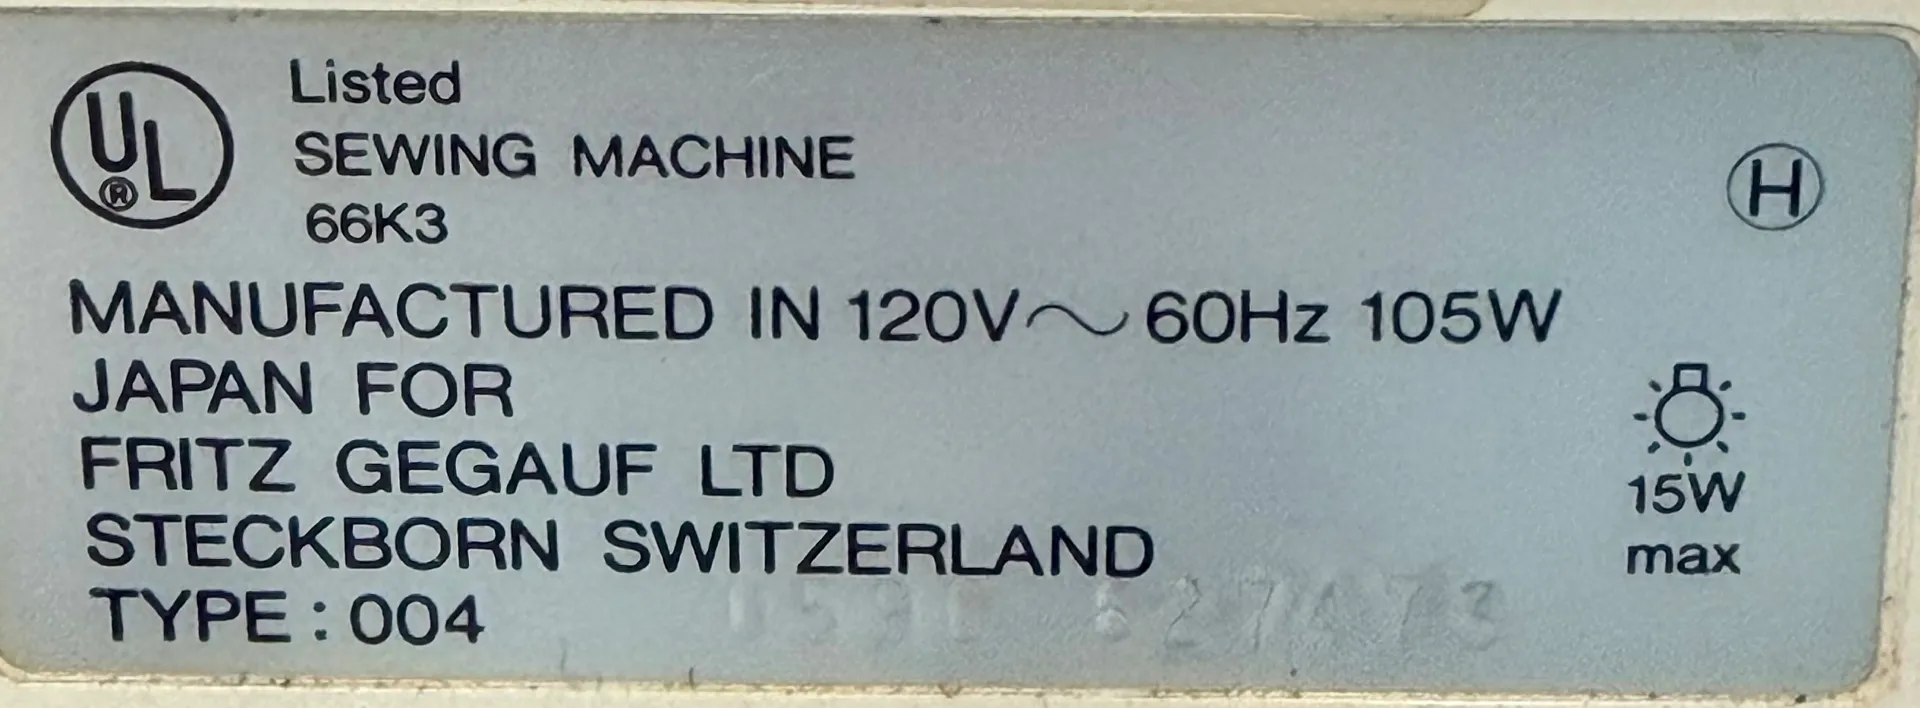 UL®
Listed
SEWING MACHINE
66K3
H
MANUFACTURED IN 120V~ 60Hz 105W
JAPAN FOR
FRITZ GEGAUF LTD
STECKBORN SWITZERLAND
TYPE : 004
15W
max